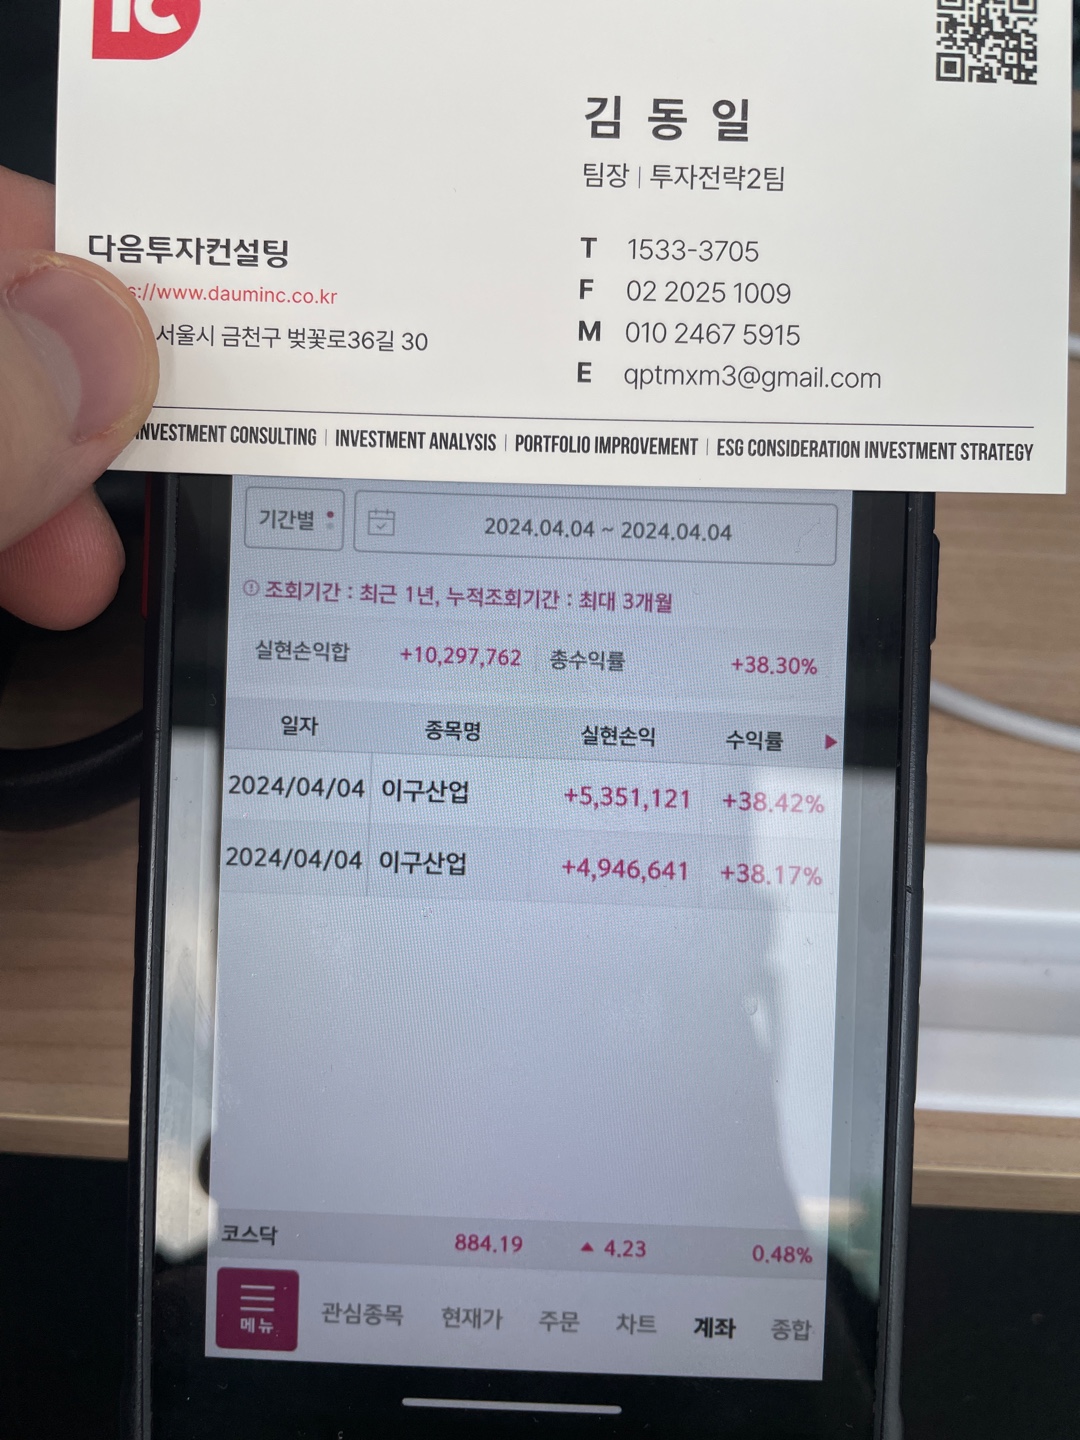 IC
김동일
팀장 | 투자전략2팀
다음투자컨설팅
s://www.dauminc.co.kr
서울시 금천구 벚꽃로36길 30
T 1533-3705
F 02 2025 1009
M 010 2467 5915
E qptmxm3@gmail.com
INVESTMENT CONSULTING | INVESTMENT ANALYSIS | PORTFOLIO IMPROVEMENT | ESG CONSIDERATION INVESTMENT STRATEGY
기간별 2024.04.04 ~ 2024.04.04
조회기간 : 최근 1년, 누적조회기간 : 최대 3개월
실현손익합 +10,297,762 총수익률 +38.30%
일자 종목명 실현손익 수익률
2024/04/04 이구산업 +5,351,121 +38.42%
2024/04/04 이구산업 +4,946,641 +38.17%
코스닥 884.19 ▲ 4.23 0.48%
메뉴 관심종목 현재가 주문 차트 계좌 종합